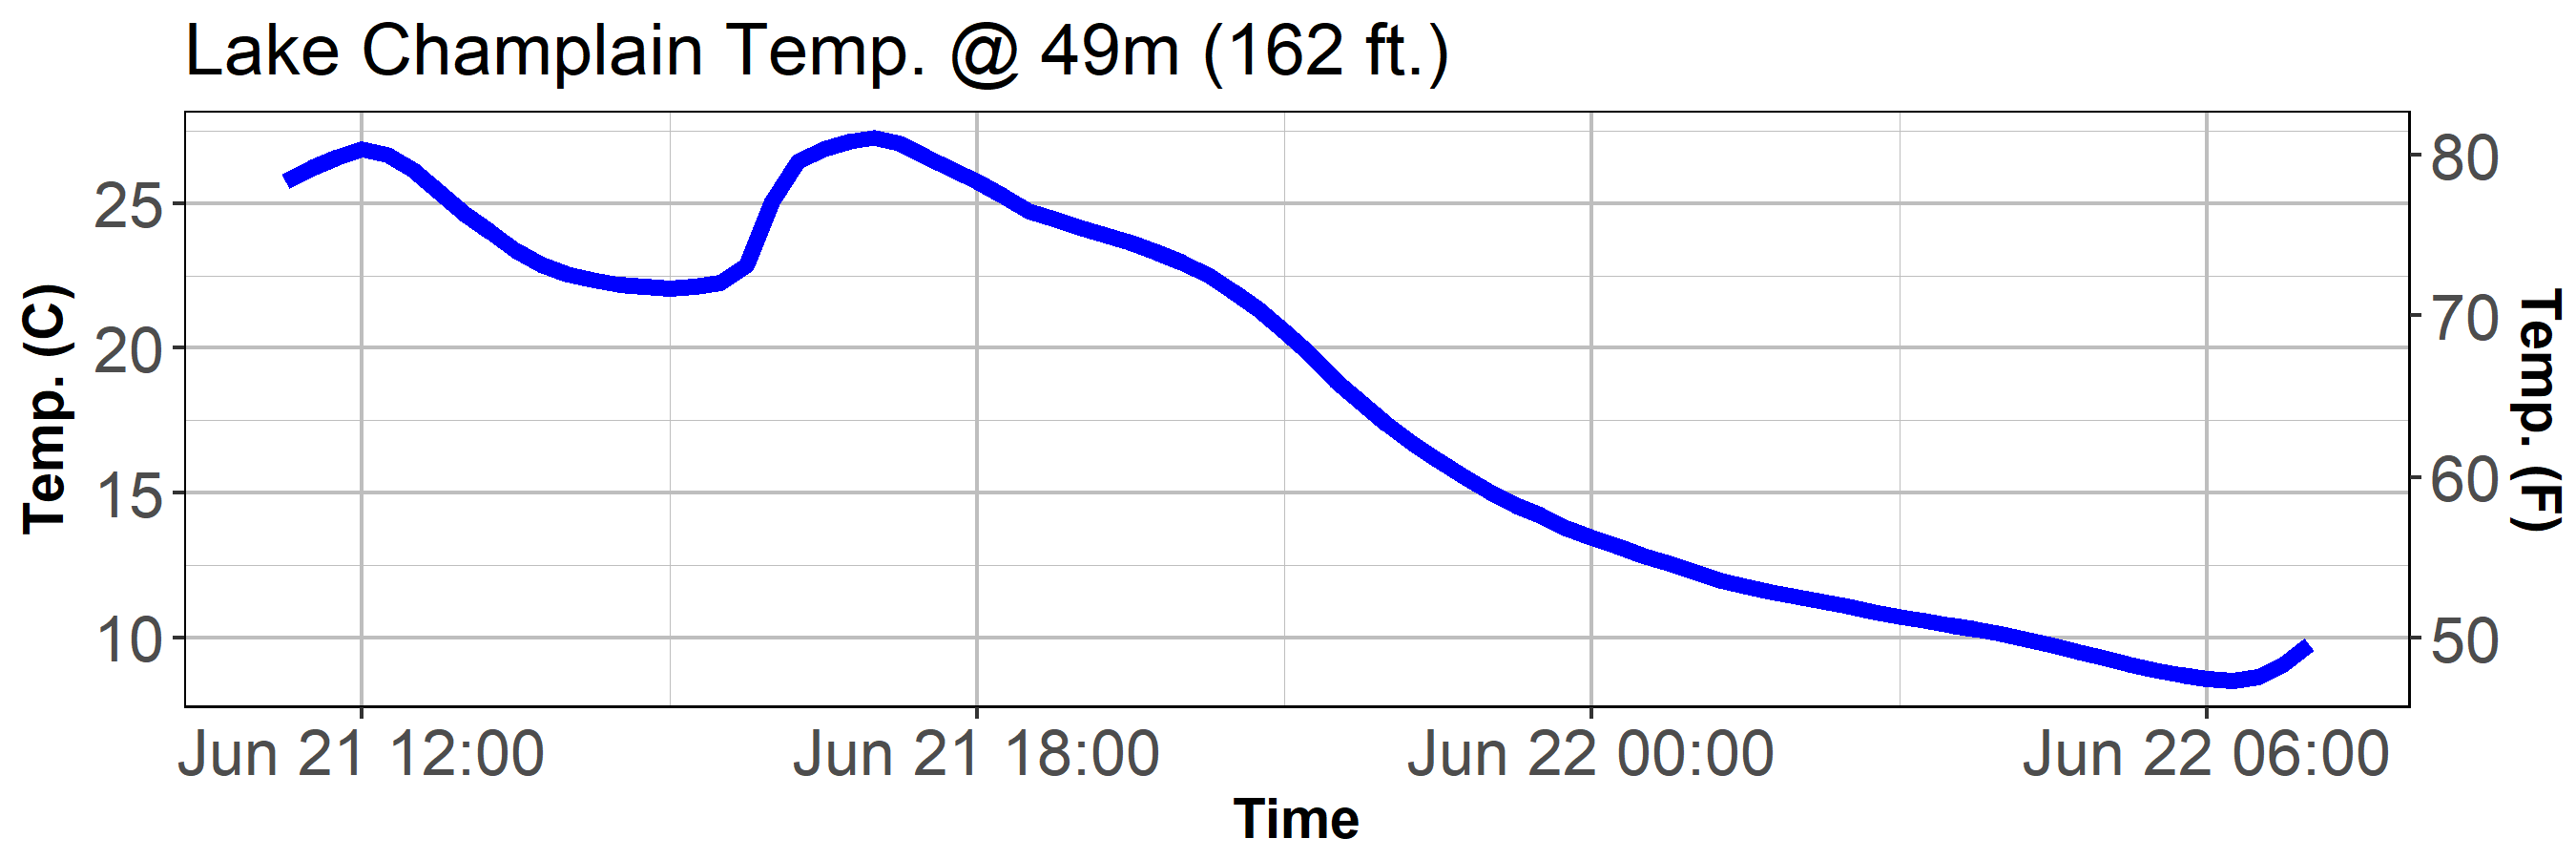 Lake Champlain Temp. @ 49m (162 ft.)
Temp. (C)
25
20
15
10
80
70
60
50
Temp. (F)
Jun 21 12:00
Jun 21 18:00
Jun 22 00:00
Jun 22 06:00
Time